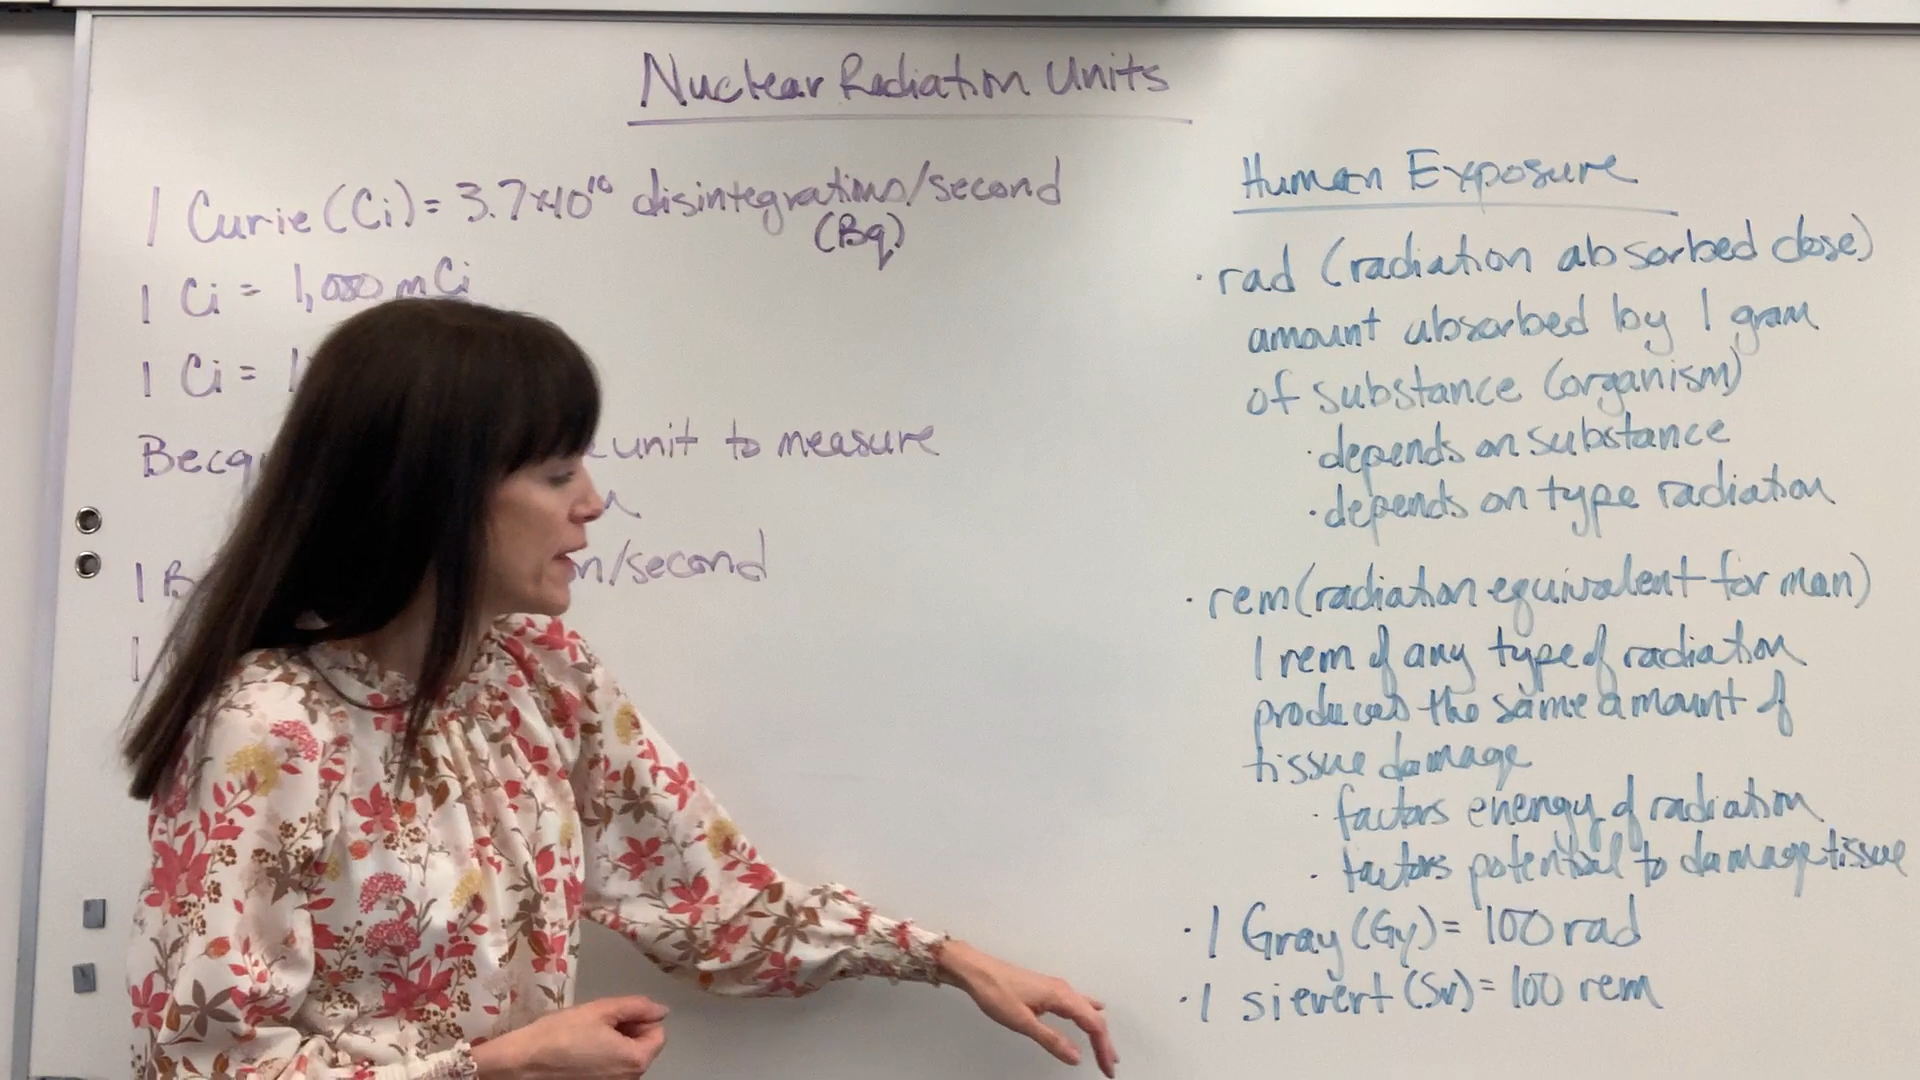 Nuclear Radiation Units
1 Curie (Ci) = 3.7×10¹⁰ disintegrations/second
(Bq)
1 Ci = 1,000 mCi
1 Ci = 1
Becq unit to measure
1 B n/second
1
Human Exposure
· rad (radiation absorbed dose)
amount absorbed by 1 gram
of substance (organism)
· depends on substance
· depends on type radiation
· rem (radiation equivalent for man)
1 rem of any type of radiation
produces the same amount of
tissue damage
· factors energy of radiation
· factors potential to damage tissue
· 1 Gray (Gy) = 100 rad
· 1 sievert (Sv) = 100 rem